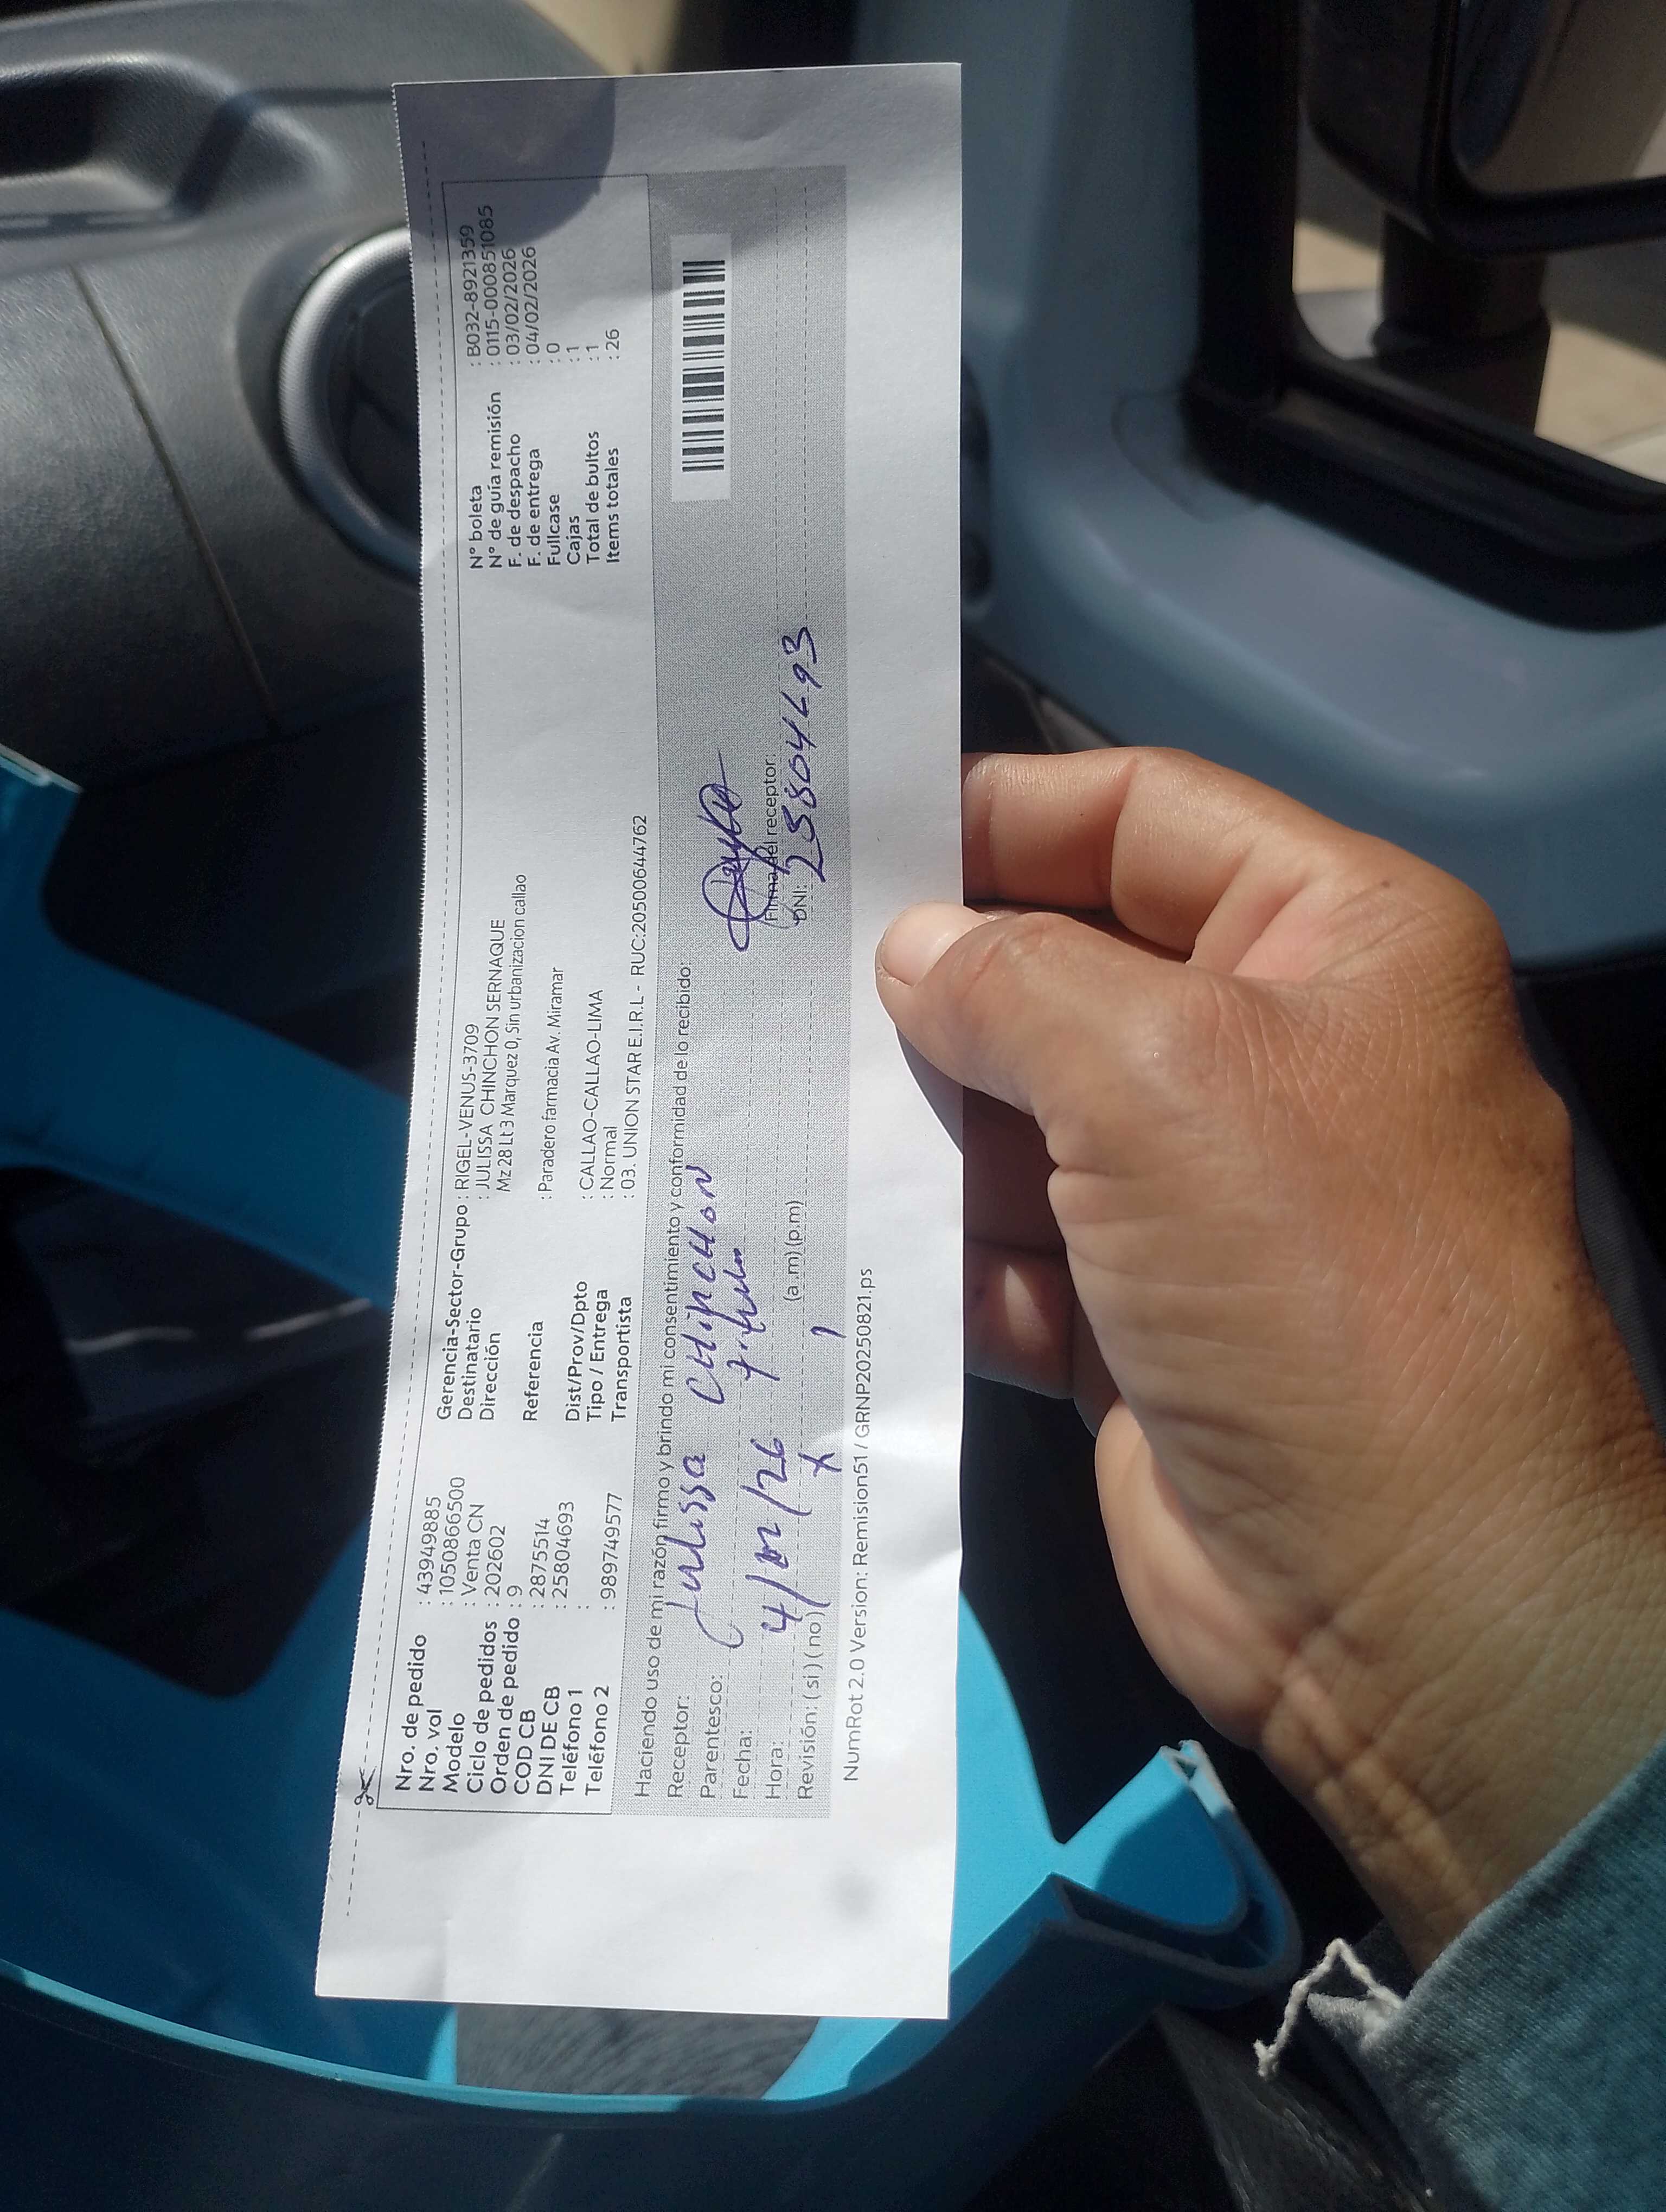 Nro. de pedido : 43949885
Nro. val : 1050866500
Modelo : Venta CN
Ciclo de pedidos : 202602
Orden de pedido : 9
COD CB : 2875514
DNI DE CB : 25804693
Teléfono 1 :
Teléfono 2 : 989749577
Gerencia-Sector-Grupo : RIGEL-VENUS-3709
Destinatario : JULISSA CHINCHON SERNAQUE
Dirección Mz 28 Lt 3 Marquez 0, Sin urbanizacion callao
Referencia : Paradero farmacia Av. Miramar
Dist/Prov/Dpto : CALLAO-CALLAO-LIMA
Tipo / Entrega : Normal
Transportista : 03. UNION STAR E.I.R.L - RUC:20500644762
N° boleta : B032-8921359
N° de guía remisión : 0115-000851085
F. de despacho : 03/02/2026
F. de entrega : 04/02/2026
Fullcase : 0
Cajas : 1
Total de bultos : 1
Items totales : 26
Haciendo uso de mi razón firmo y brindo mi consentimiento y conformidad de lo recibido:
Receptor: Julissa CHINCHON
Parentesco: titular
Fecha: 4/02/26
Hora: (a.m) (p.m)
Revisión: ( si ) ( no ) X 1
Firma del receptor:
DNI: 25804693
NumRot 2.0 Version: Remision51 / GRNP20250821.ps